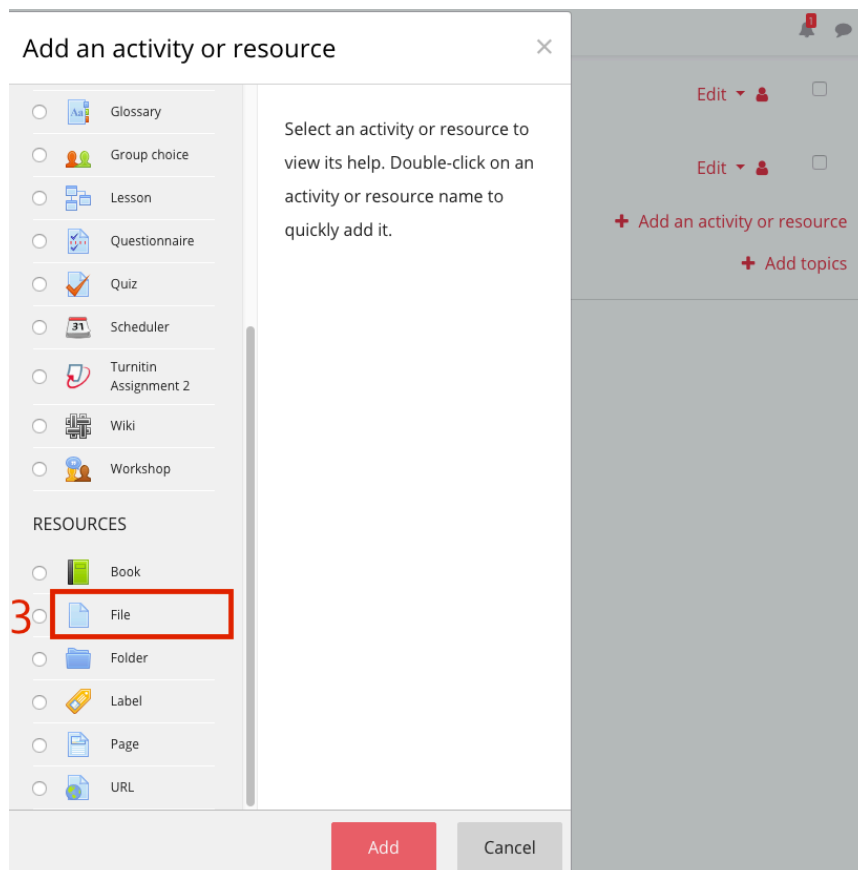 Add an activity or resource
×
1
Glossary
Group choice
Lesson
Questionnaire
Quiz
31 Scheduler
Turnitin
Assignment 2
Wiki
Workshop
RESOURCES
Book
3 File
Folder
Label
Page
URL
Select an activity or resource to
view its help. Double-click on an
activity or resource name to
quickly add it.
Add
Cancel
Edit
Edit
+ Add an activity or resource
+ Add topics